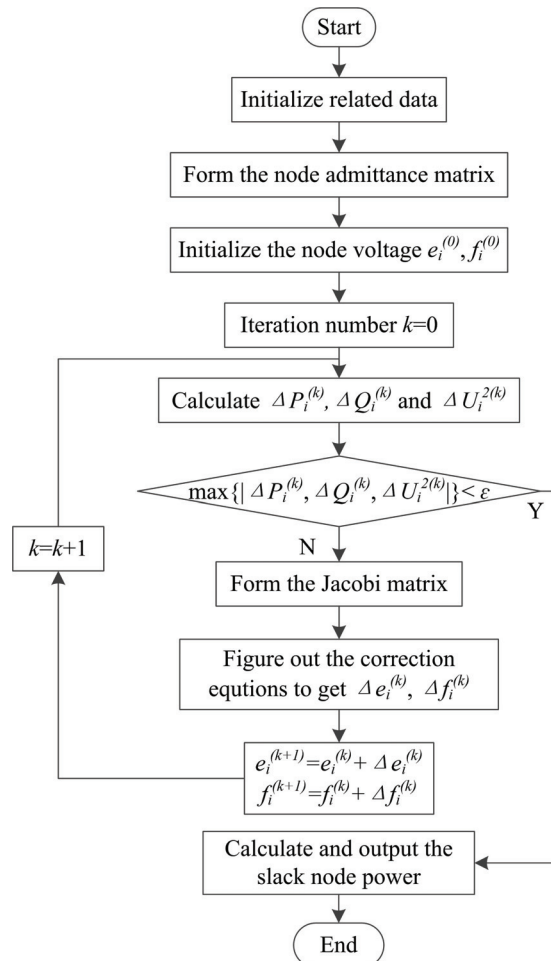 Start
Initialize related data
Form the node admittance matrix
Initialize the node voltage e_i^(0), f_i^(0)
Iteration number k=0
Calculate ΔP_i^(k), ΔQ_i^(k) and ΔU_i^2(k)
max{|ΔP_i^(k), ΔQ_i^(k), ΔU_i^2(k)|}<ε
Y
N
k=k+1
Form the Jacobi matrix
Figure out the correction
equtions to get Δe_i^(k), Δf_i^(k)
e_i^(k+1)=e_i^(k)+Δe_i^(k)
f_i^(k+1)=f_i^(k)+Δf_i^(k)
Calculate and output the
slack node power
End